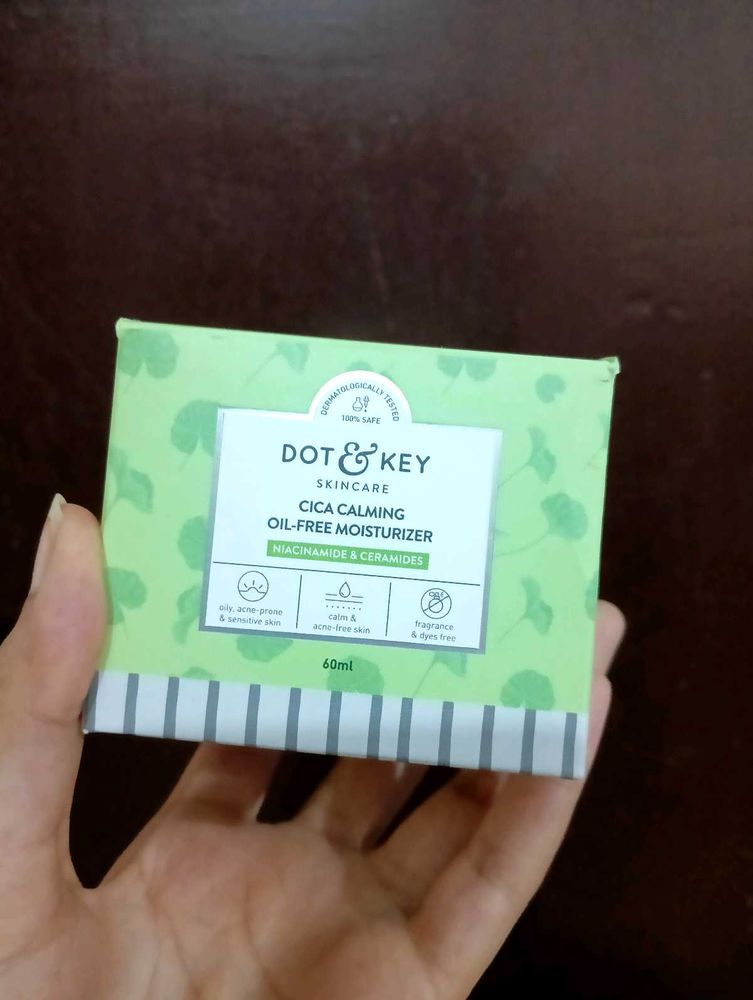 DERMATOLOGICALLY TESTED
100% SAFE
DOT & KEY
SKINCARE
CICA CALMING
OIL-FREE MOISTURIZER
NIACINAMIDE & CERAMIDES
oily, acne-prone
& sensitive skin
calm &
acne-free skin
fragrance
& dyes free
60ml